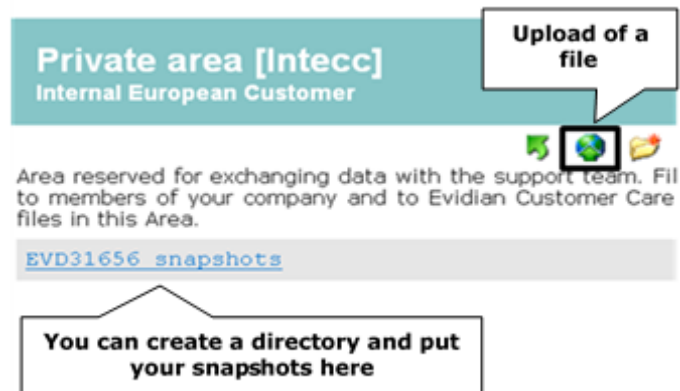 Upload of a
file
Private area [Intecc]
Internal European Customer
Area reserved for exchanging data with the support team. Fil
to members of your company and to Evidian Customer Care
files in this Area.
EVD31656 snapshots
You can create a directory and put
your snapshots here